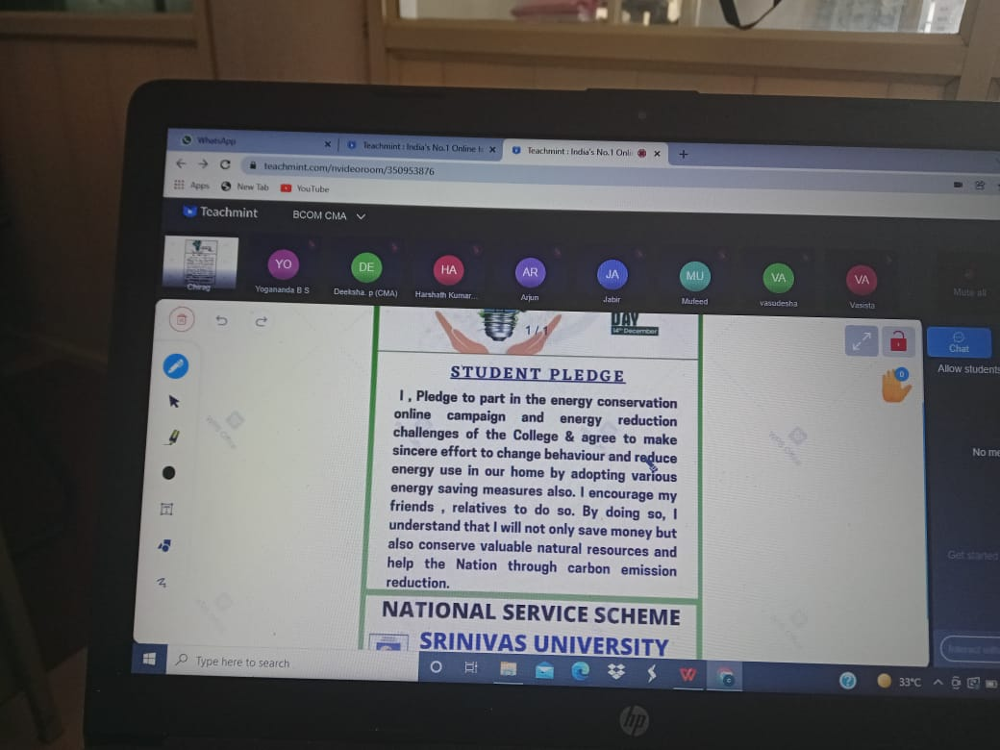 WhatsApp
Teachmint : India's No.1 Online
Teachmint : India's No.1 Onli
teachmint.com/nvideoroom/350953876
Apps New Tab YouTube
Teachmint BCOM CMA
Mute all
YO DE HA AR JA MU VA VA
Chirag Yogananda B S Deeksha. p (CMA) Harshath Kumar... Arjun Jabir Mufeed vasudesha Vasista
1 / 1
DAY
14th December
Chat
0
Allow students
STUDENT PLEDGE
I , Pledge to part in the energy conservation
online campaign and energy reduction
challenges of the College & agree to make
sincere effort to change behaviour and reduce
energy use in our home by adopting various
energy saving measures also. I encourage my
friends , relatives to do so. By doing so, I
understand that I will not only save money but
also conserve valuable natural resources and
help the Nation through carbon emission
reduction.
No me
Get started
WPS Office
WPS Office
NATIONAL SERVICE SCHEME
SRINIVAS UNIVERSITY
Type here to search
33°C
hp